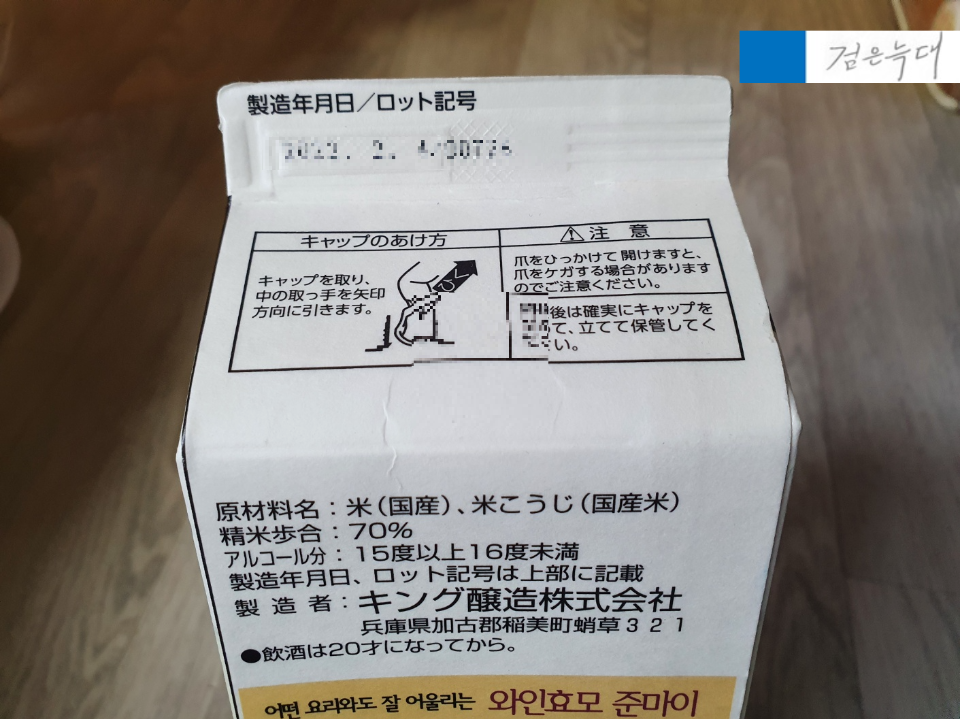 검은늑대
製造年月日/ロット記号
キャップのあけ方
キャップを取り、
中の取っ手を矢印
方向に引きます。
注 意
爪をひっかけて開けますと、
爪をケガする場合があります
のでご注意ください。
後は確実にキャップを
て、立てて保管してく
い。
原材料名：米(国産)、米こうじ(国産米)
精米歩合：70%
アルコール分：15度以上16度未満
製造年月日、ロット記号は上部に記載
製造者：キング醸造株式会社
兵庫県加古郡稲美町蛸草321
●飲酒は20才になってから。
어떤 요리와도 잘 어울리는 와인효모 준마이